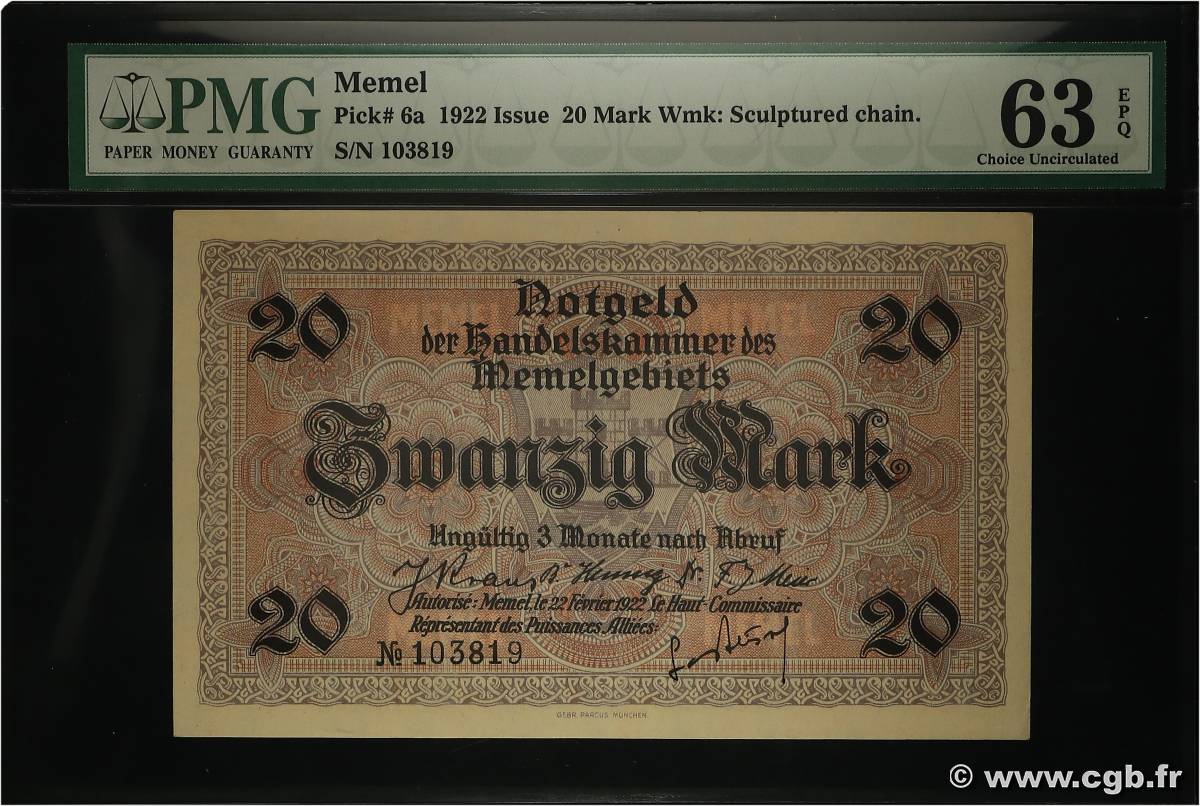 PMG
PAPER MONEY GUARANTY
Memel
Pick# 6a 1922 Issue 20 Mark Wmk: Sculptured chain.
S/N 103819
63
EPQ
Choice Uncirculated
20
20
Notgeld
der Handelskammer des
Memelgebiets
Zwanzig Mark
Ungültig 3 Monate nach Abruf
Autorisé: Memel, le 22 Février 1922 Le Haut-Commissaire
Réprésentant des Puissances Alliées:
20
20
No 103819
GEBR. PARCUS MÜNCHEN.
© www.cgb.fr